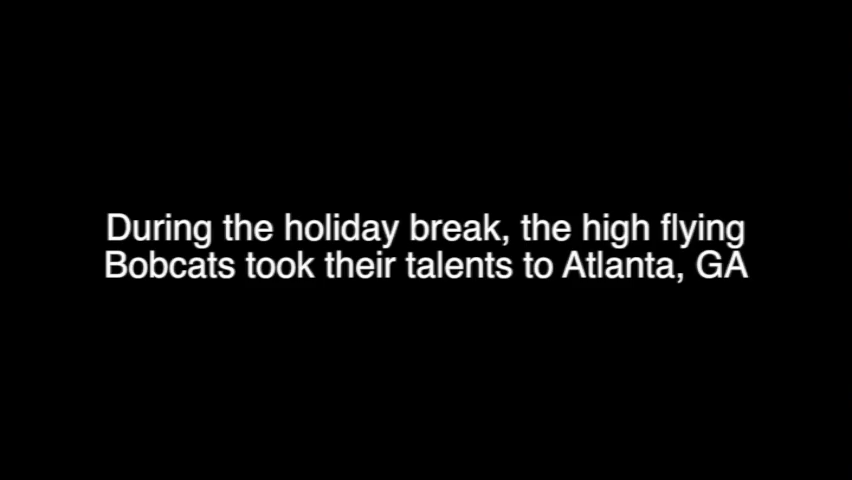 During the holiday break, the high flying
Bobcats took their talents to Atlanta, GA